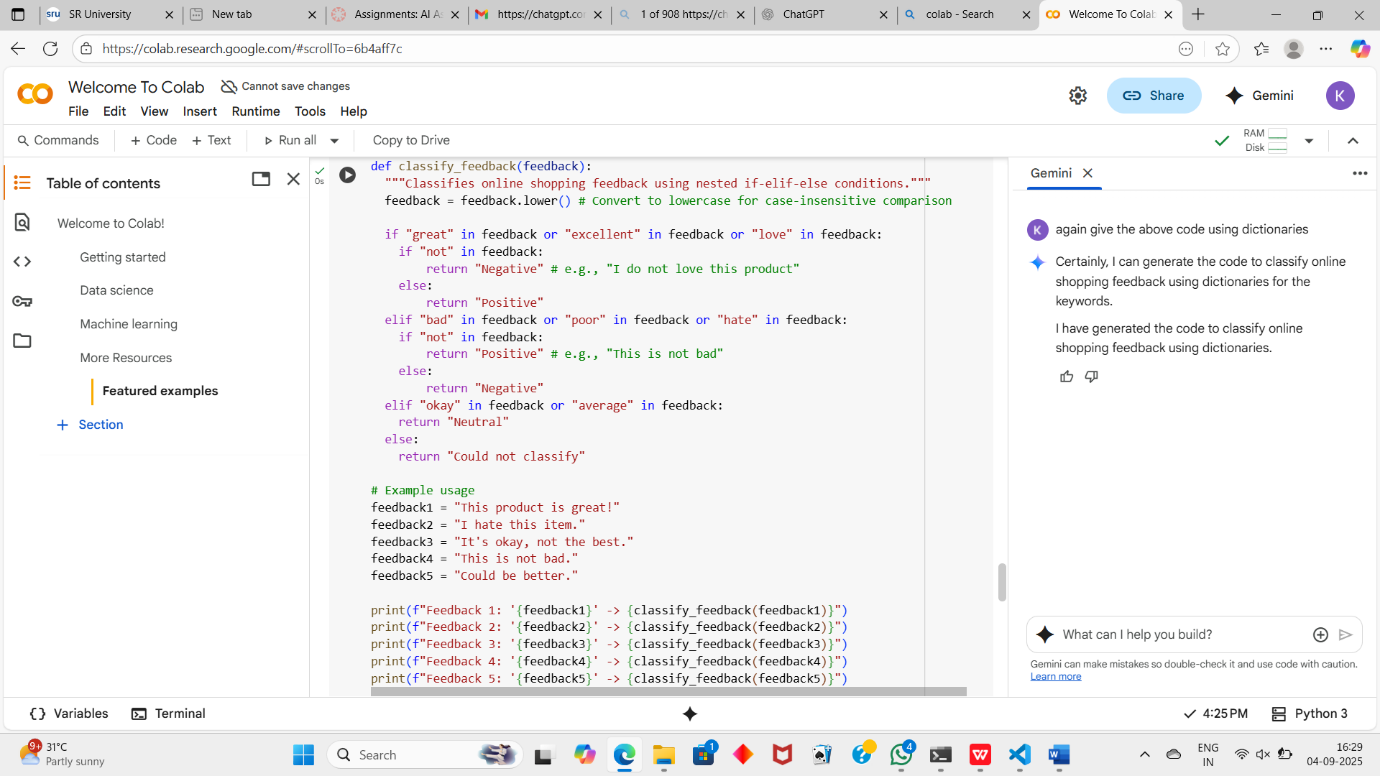 SR University
New tab
Assignments: AI As
https://chatgpt.co
1 of 908 https://ch
ChatGPT
colab - Search
Welcome To Colab
https://colab.research.google.com/#scrollTo=6b4aff7c
Welcome To Colab
Cannot save changes
File Edit View Insert Runtime Tools Help
Share
Gemini
K
Commands + Code + Text Run all Copy to Drive
RAM
Disk
Table of contents
Welcome to Colab!
Getting started
Data science
Machine learning
More Resources
Featured examples
+ Section
0s
def classify_feedback(feedback):
  """Classifies online shopping feedback using nested if-elif-else conditions."""
  feedback = feedback.lower() # Convert to lowercase for case-insensitive comparison
  if "great" in feedback or "excellent" in feedback or "love" in feedback:
    if "not" in feedback:
        return "Negative" # e.g., "I do not love this product"
    else:
        return "Positive"
  elif "bad" in feedback or "poor" in feedback or "hate" in feedback:
    if "not" in feedback:
        return "Positive" # e.g., "This is not bad"
    else:
        return "Negative"
  elif "okay" in feedback or "average" in feedback:
    return "Neutral"
  else:
    return "Could not classify"
# Example usage
feedback1 = "This product is great!"
feedback2 = "I hate this item."
feedback3 = "It's okay, not the best."
feedback4 = "This is not bad."
feedback5 = "Could be better."
print(f"Feedback 1: '{feedback1}' -> {classify_feedback(feedback1)}")
print(f"Feedback 2: '{feedback2}' -> {classify_feedback(feedback2)}")
print(f"Feedback 3: '{feedback3}' -> {classify_feedback(feedback3)}")
print(f"Feedback 4: '{feedback4}' -> {classify_feedback(feedback4)}")
print(f"Feedback 5: '{feedback5}' -> {classify_feedback(feedback5)}")
Gemini
K
again give the above code using dictionaries
Certainly, I can generate the code to classify online
shopping feedback using dictionaries for the
keywords.
I have generated the code to classify online
shopping feedback using dictionaries.
What can I help you build?
Gemini can make mistakes so double-check it and use code with caution.
Learn more
Variables Terminal
4:25 PM Python 3
9+
31°C
Partly sunny
Search
1
4
ENG
IN
16:29
04-09-2025